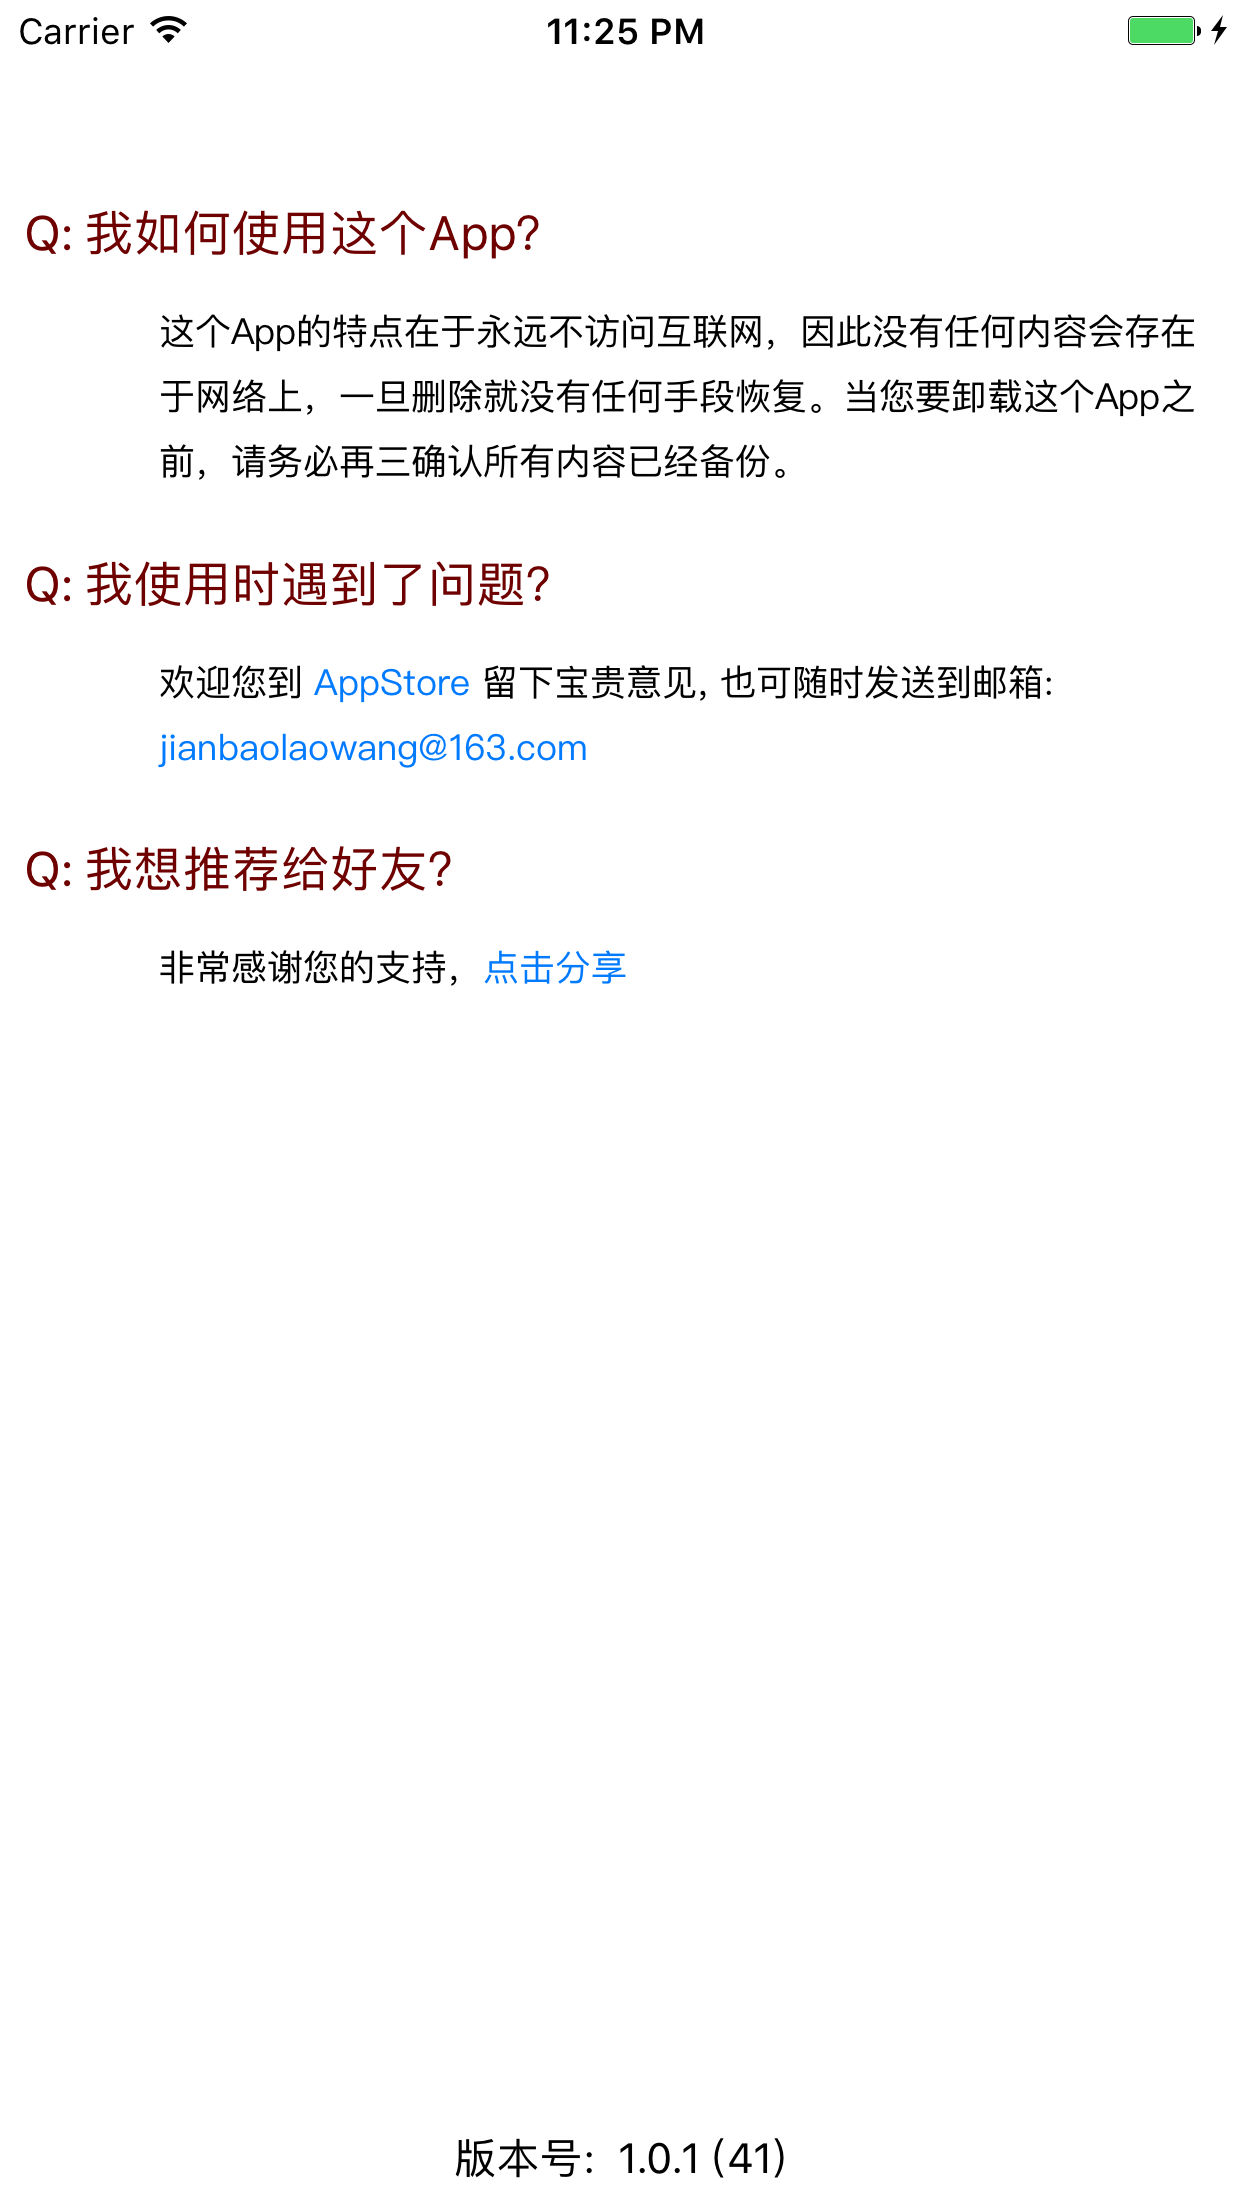 Carrier 11:25 PM
Q: 我如何使用这个App?
这个App的特点在于永远不访问互联网，因此没有任何内容会存在
于网络上，一旦删除就没有任何手段恢复。当您要卸载这个App之
前，请务必再三确认所有内容已经备份。
Q: 我使用时遇到了问题?
欢迎您到 AppStore 留下宝贵意见, 也可随时发送到邮箱:
jianbaolaowang@163.com
Q: 我想推荐给好友?
非常感谢您的支持，点击分享
版本号: 1.0.1 (41)